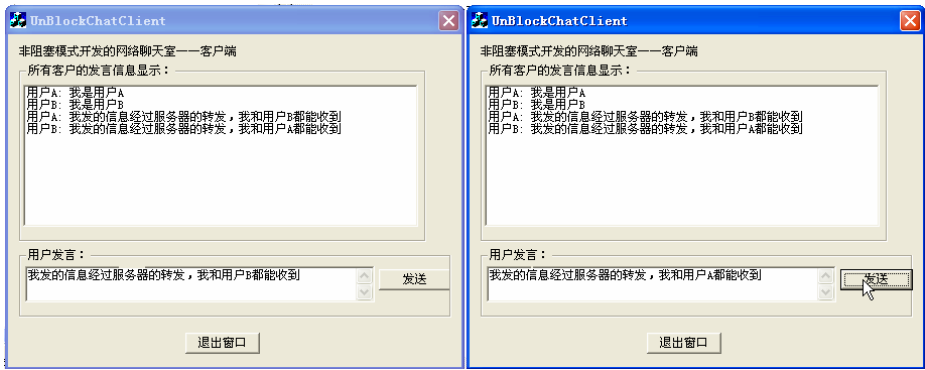 UnBlockChatClient
非阻塞模式开发的网络聊天室——客户端
所有客户的发言信息显示：
用户A: 我是用户A
用户B: 我是用户B
用户A: 我发的信息经过服务器的转发，我和用户B都能收到
用户B: 我发的信息经过服务器的转发，我和用户A都能收到
用户发言：
我发的信息经过服务器的转发，我和用户B都能收到
发送
退出窗口
UnBlockChatClient
非阻塞模式开发的网络聊天室——客户端
所有客户的发言信息显示：
用户A: 我是用户A
用户B: 我是用户B
用户A: 我发的信息经过服务器的转发，我和用户B都能收到
用户B: 我发的信息经过服务器的转发，我和用户A都能收到
用户发言：
我发的信息经过服务器的转发，我和用户A都能收到
发送
退出窗口